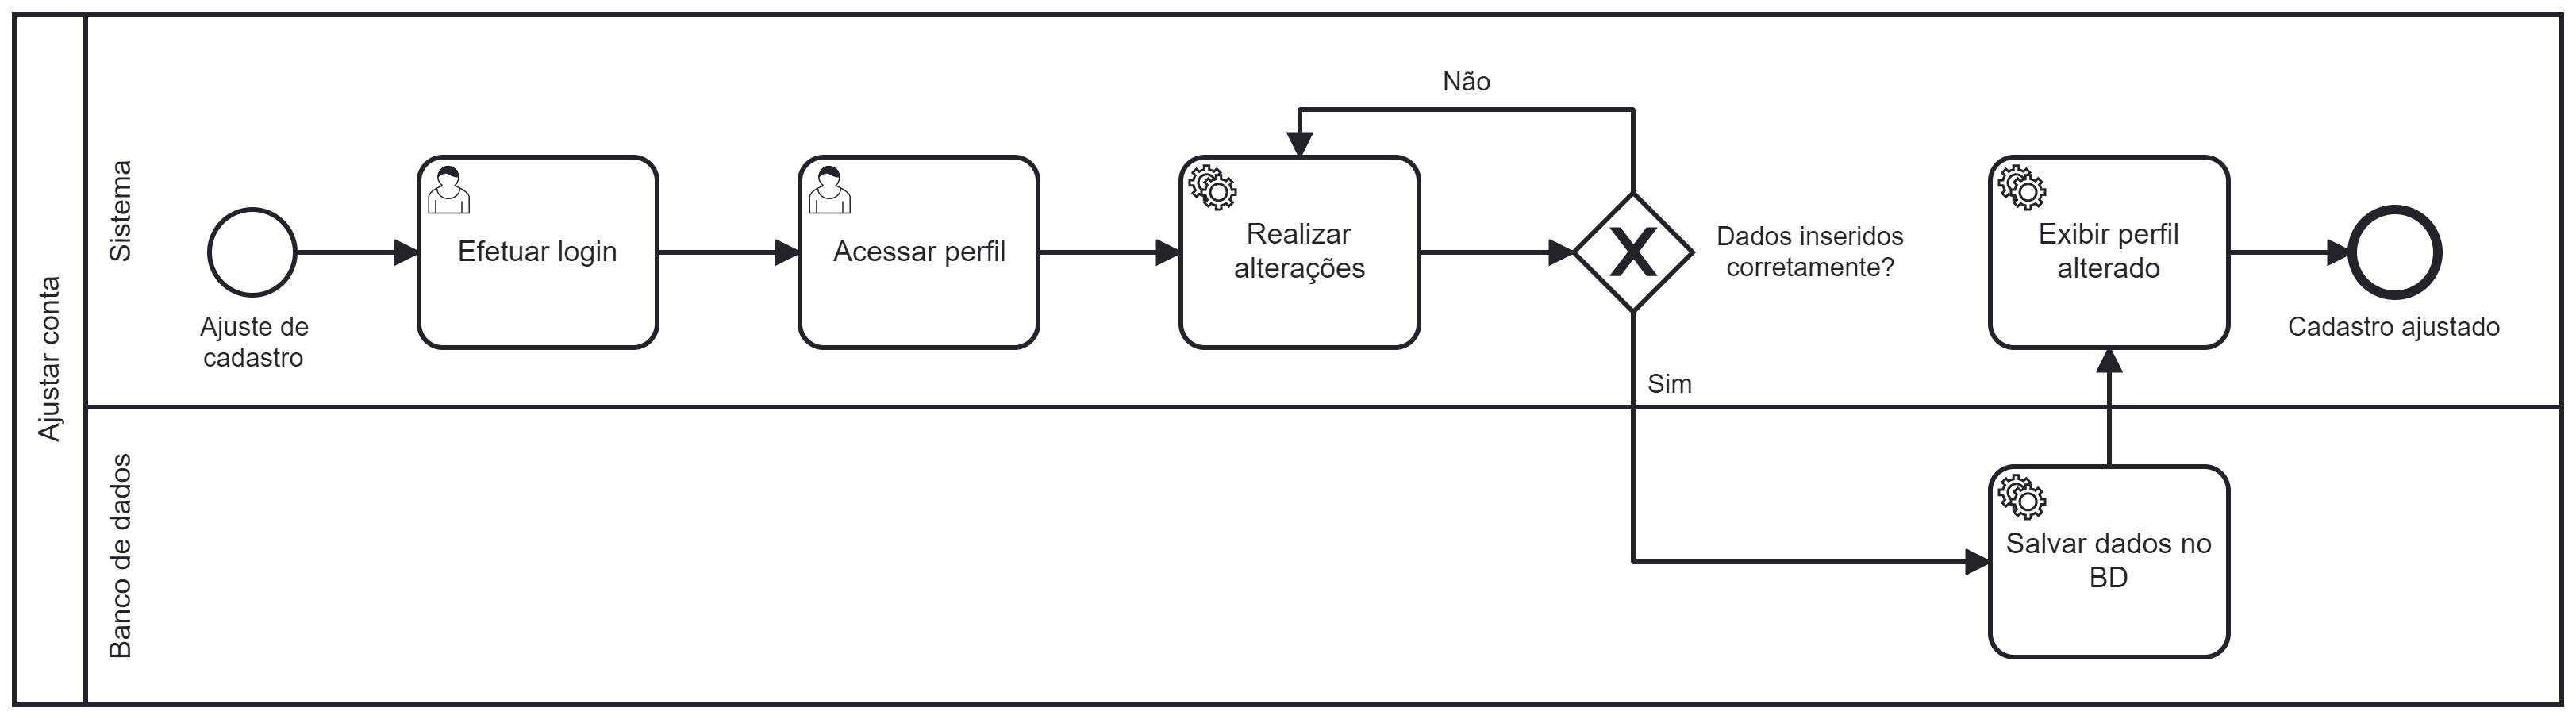 Ajustar conta
Sistema
Banco de dados
Ajuste de
cadastro
Efetuar login
Acessar perfil
Realizar
alterações
Não
Dados inseridos
corretamente?
Sim
Salvar dados no
BD
Exibir perfil
alterado
Cadastro ajustado